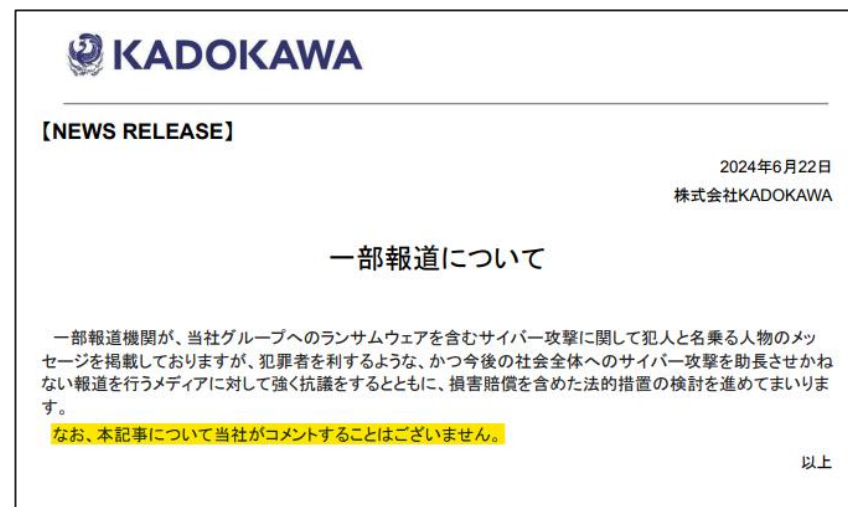 KADOKAWA
【NEWS RELEASE】
2024年6月22日
株式会社KADOKAWA
一部報道について
一部報道機関が、当社グループへのランサムウェアを含むサイバー攻撃に関して犯人と名乗る人物のメッ
セージを掲載しておりますが、犯罪者を利するような、かつ今後の社会全体へのサイバー攻撃を助長させかね
ない報道を行うメディアに対して強く抗議をするとともに、損害賠償を含めた法的措置の検討を進めてまいりま
す。
なお、本記事について当社がコメントすることはございません。
以上